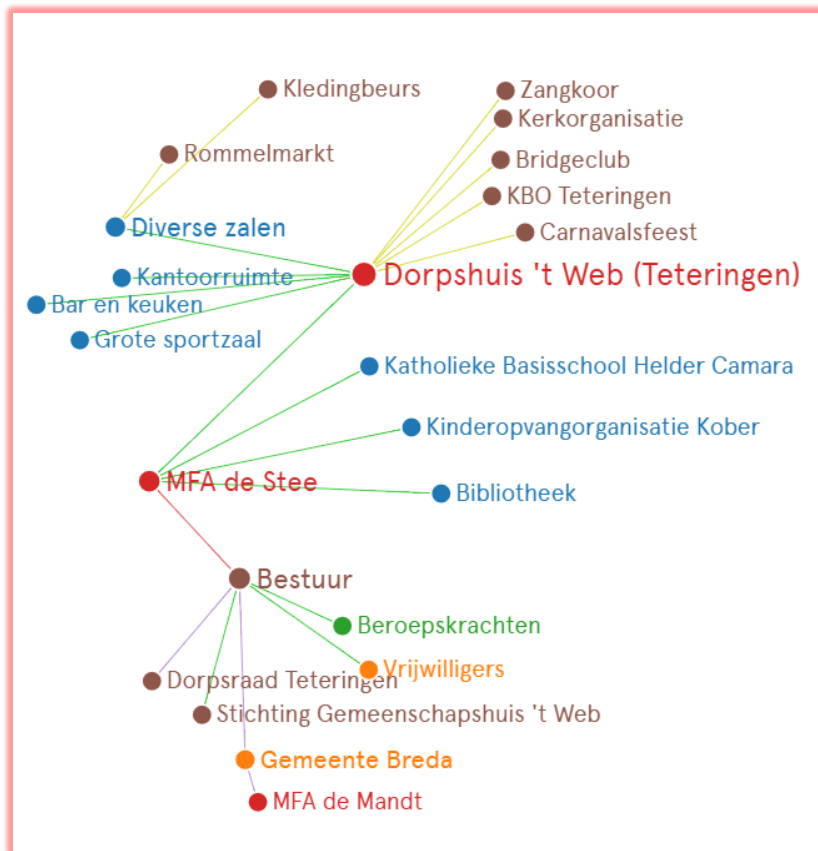 Kledingbeurs
Zangkoor
Kerkorganisatie
Rommelmarkt
Bridgeclub
KBO Teteringen
Diverse zalen
Carnavalsfeest
Dorpshuis 't Web (Teteringen)
Kantoorruimte
Bar en keuken
Grote sportzaal
Katholieke Basisschool Helder Camara
Kinderopvangorganisatie Kober
MFA de Stee
Bibliotheek
Bestuur
Beroepskrachten
Vrijwilligers
Dorpsraad Teteringen
Stichting Gemeenschapshuis 't Web
Gemeente Breda
MFA de Mandt